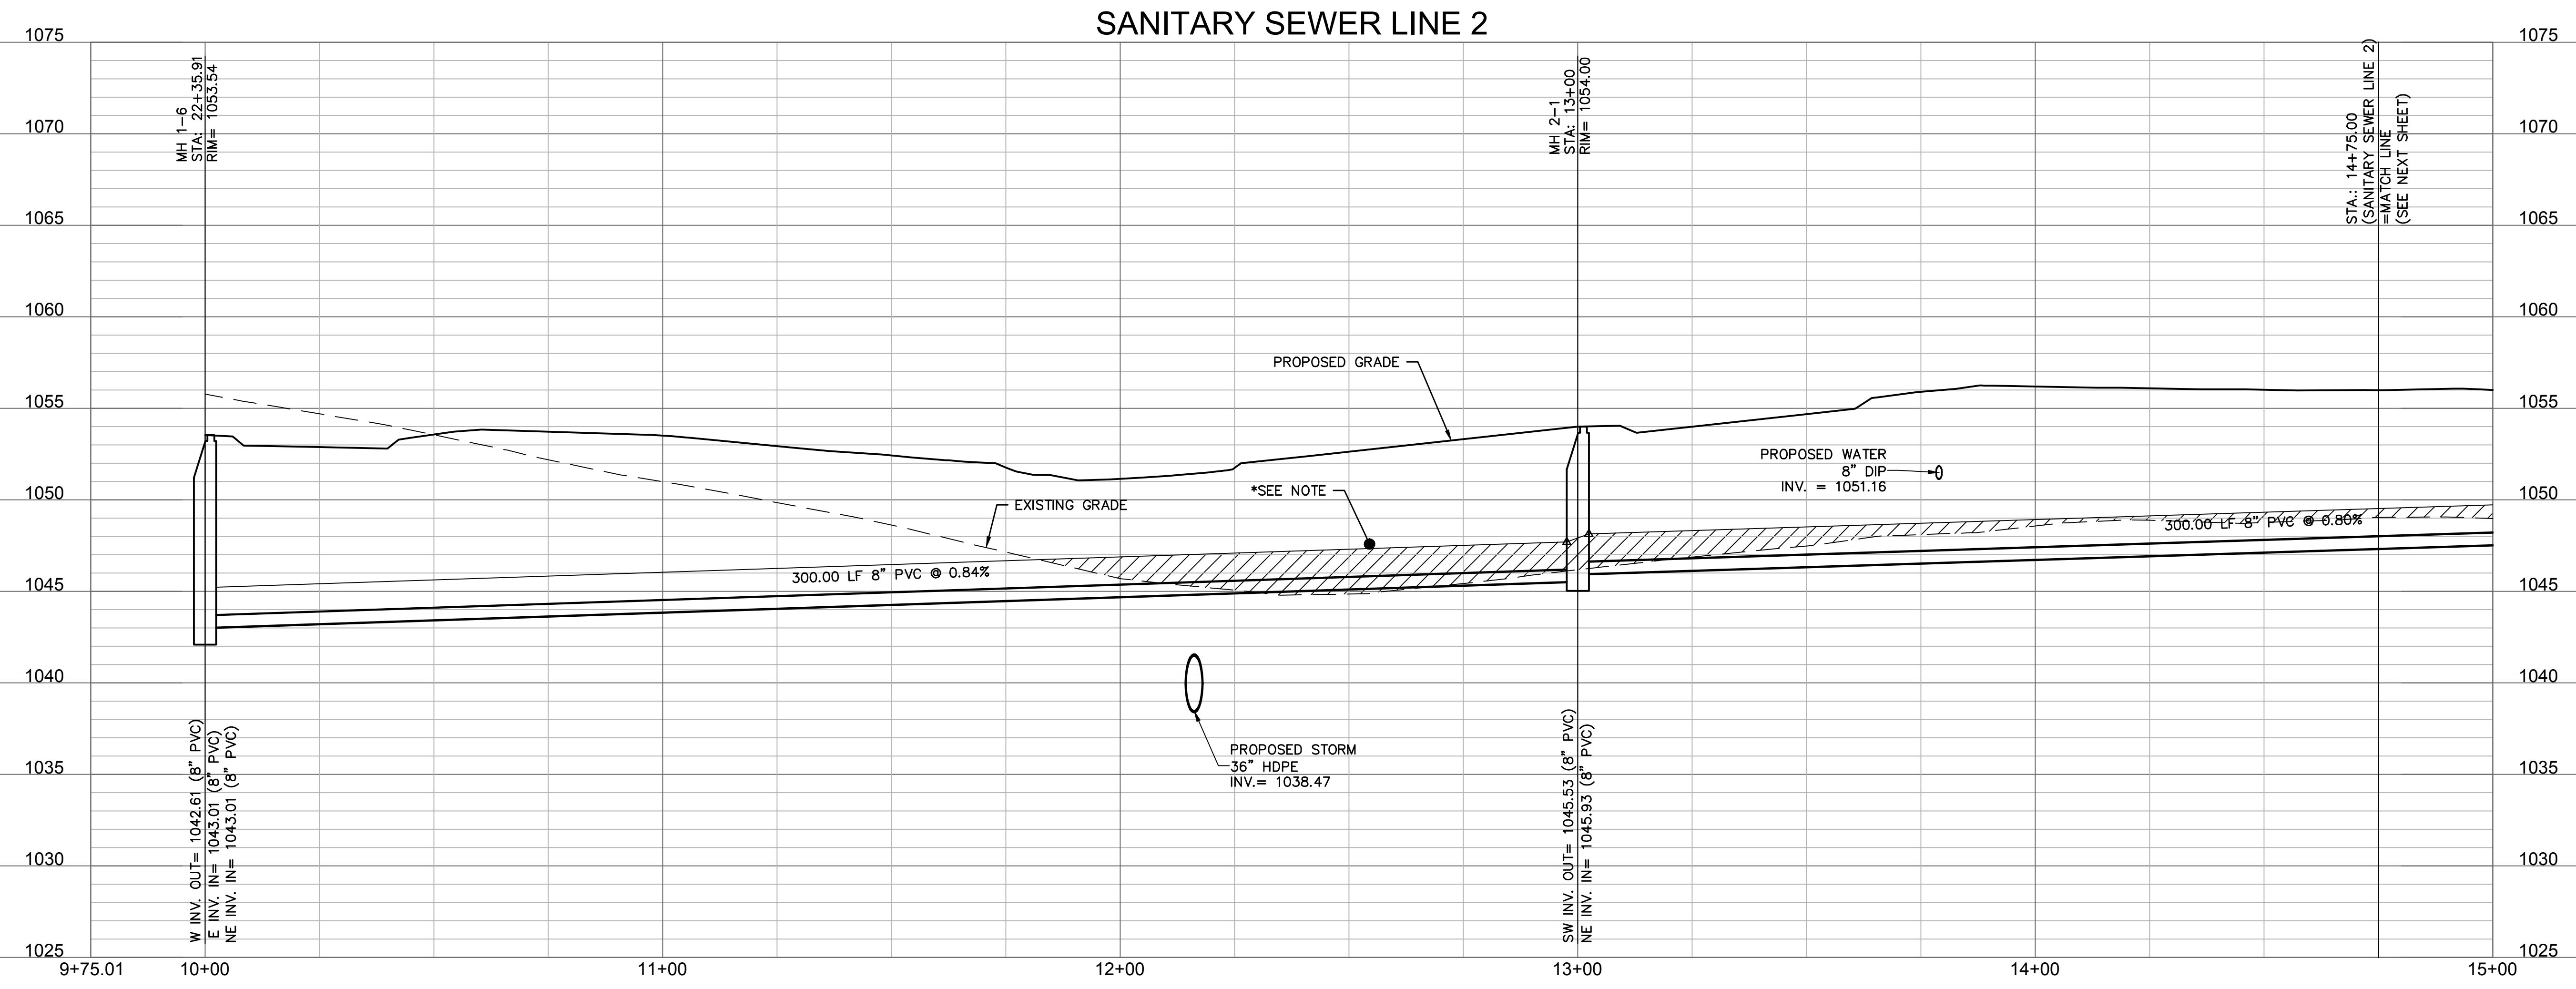 SANITARY SEWER LINE 2
1075
1075
MH 1-6
STA: 22+35.91
RIM= 1053.54
MH 2-1
STA: 13+00
RIM= 1054.00
STA.: 14+75.00
(SANITARY SEWER LINE 2)
=MATCH LINE
(SEE NEXT SHEET)
1070
1070
1065
1065
1060
1060
PROPOSED GRADE
1055
1055
PROPOSED WATER
8" DIP
INV. = 1051.16
*SEE NOTE
EXISTING GRADE
1050
1050
300.00 LF 8" PVC @ 0.80%
300.00 LF 8" PVC @ 0.84%
1045
1045
1040
1040
PROPOSED STORM
36" HDPE
INV.= 1038.47
W INV. OUT= 1042.61 (8" PVC)
E INV. IN= 1043.01 (8" PVC)
NE INV. IN= 1043.01 (8" PVC)
SW INV. OUT= 1045.53 (8" PVC)
NE INV. IN= 1045.93 (8" PVC)
1035
1035
1030
1030
1025
1025
9+75.01 10+00 11+00 12+00 13+00 14+00 15+00